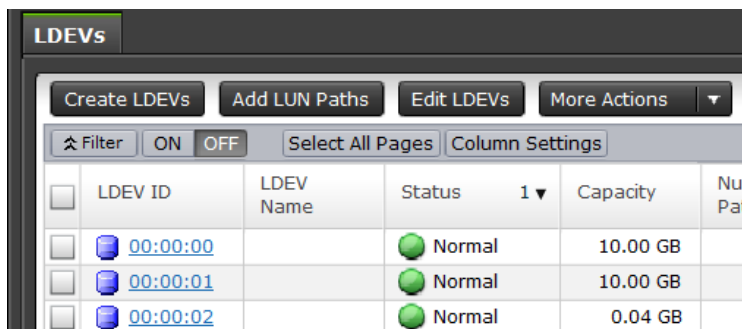 LDEVs
Create LDEVs Add LUN Paths Edit LDEVs More Actions
Filter ON OFF Select All Pages Column Settings
LDEV ID LDEV Name Status 1 Capacity
00:00:00 Normal 10.00 GB
00:00:01 Normal 10.00 GB
00:00:02 Normal 0.04 GB